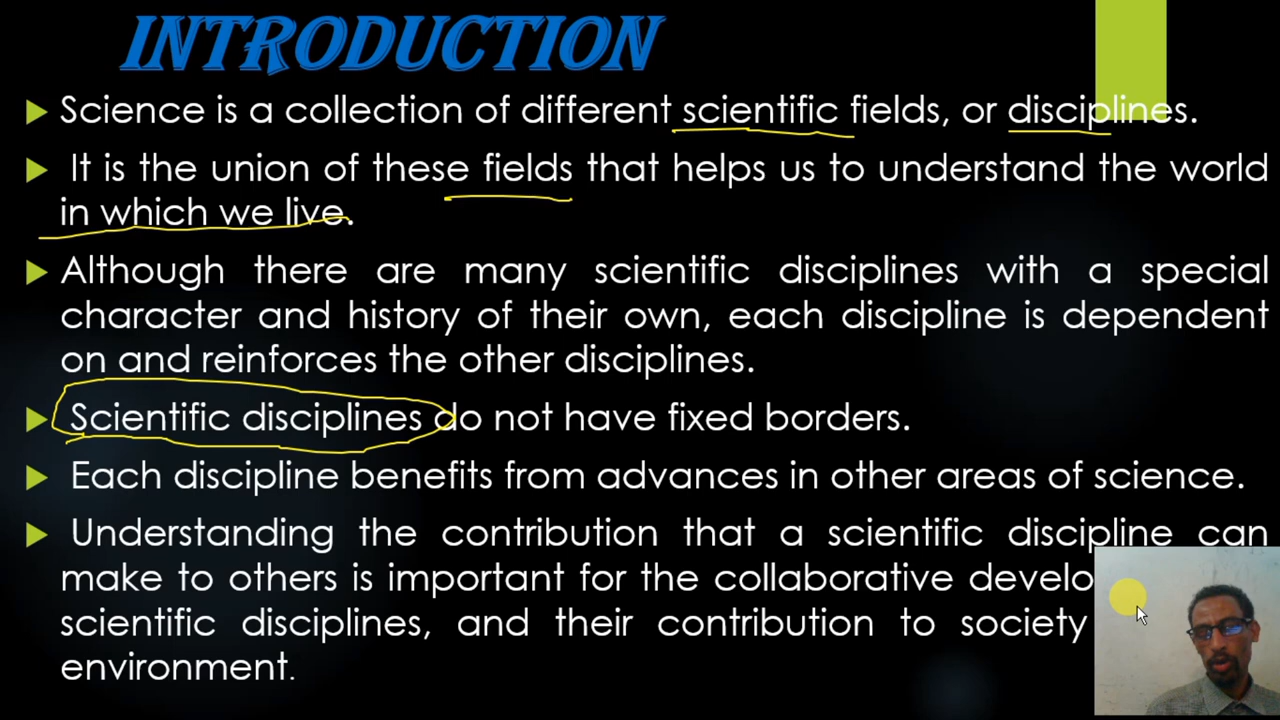 INTRODUCTION
Science is a collection of different scientific fields, or disciplines.
It is the union of these fields that helps us to understand the world
in which we live.
Although there are many scientific disciplines with a special
character and history of their own, each discipline is dependent
on and reinforces the other disciplines.
Scientific disciplines do not have fixed borders.
Each discipline benefits from advances in other areas of science.
Understanding the contribution that a scientific discipline can
make to others is important for the collaborative develo
scientific disciplines, and their contribution to society
environment.